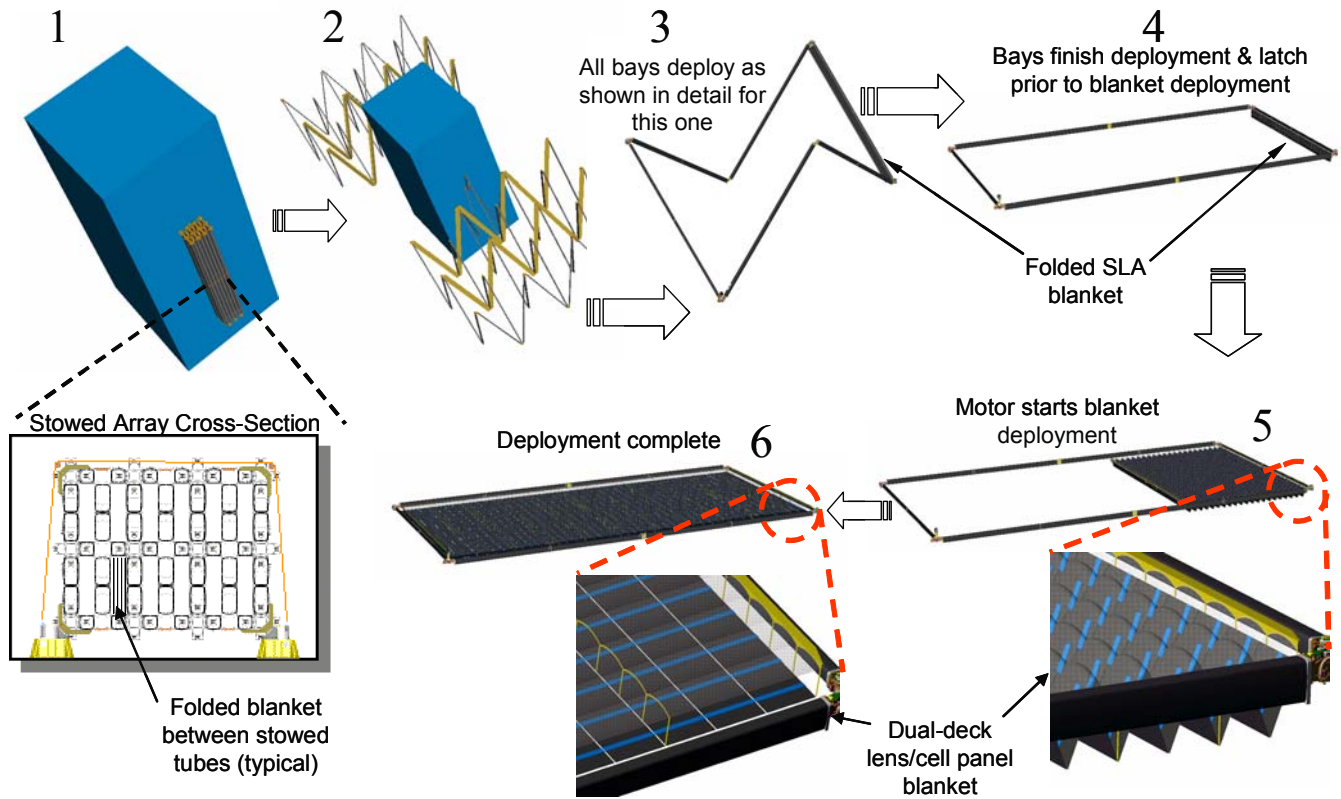 1
2
3
All bays deploy as
shown in detail for
this one
4
Bays finish deployment & latch
prior to blanket deployment
Folded SLA
blanket
Stowed Array Cross-Section
Folded blanket
between stowed
tubes (typical)
Deployment complete
6
Motor starts blanket
deployment
5
Dual-deck
lens/cell panel
blanket